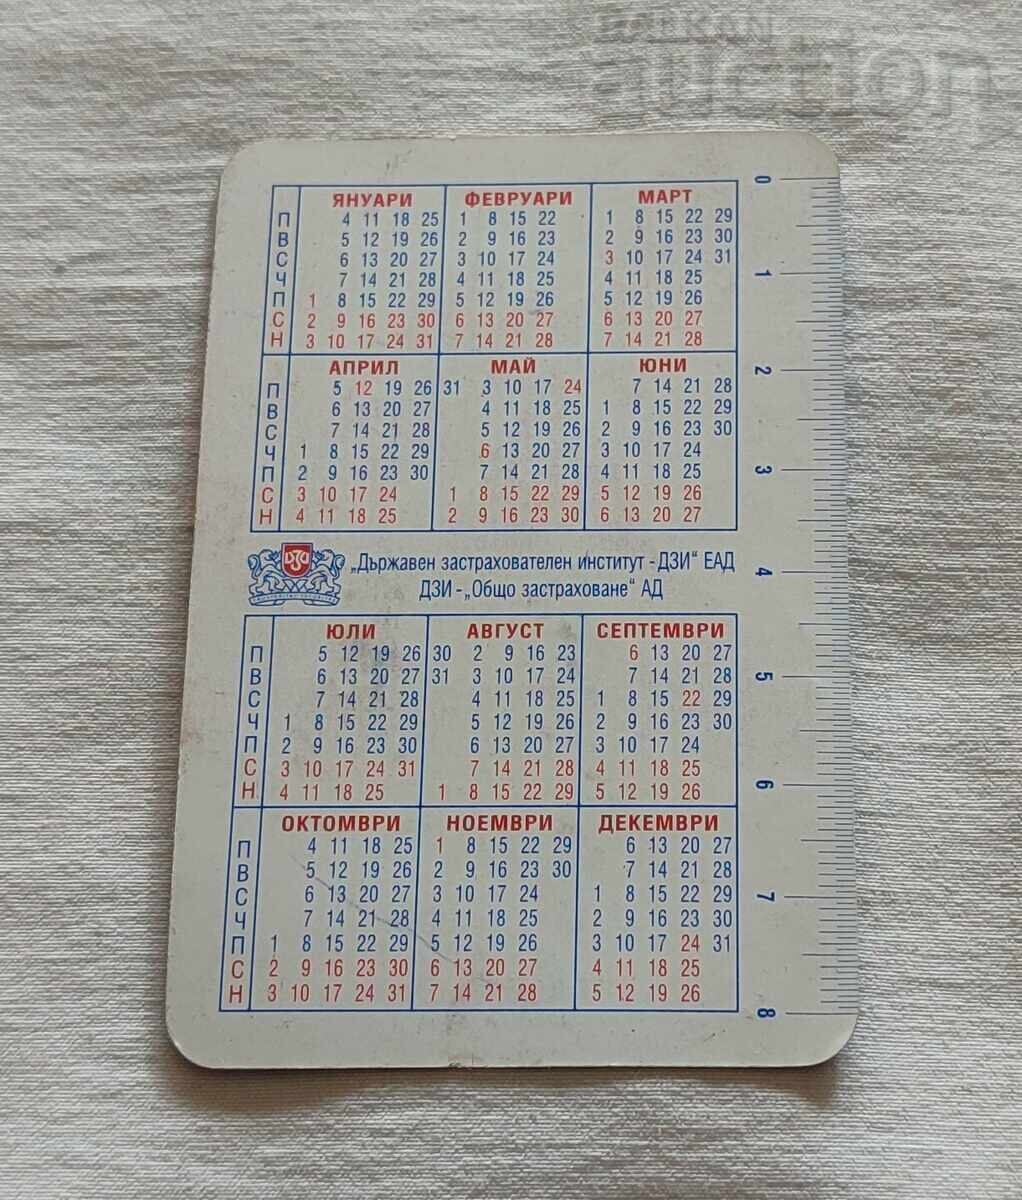 БАЛКАН
auction
ЯНУАРИ ФЕВРУАРИ МАРТ
П 4 11 18 25 1 8 15 22 1 8 15 22 29
В 5 12 19 26 2 9 16 23 2 9 16 23 30
С 6 13 20 27 3 10 17 24 3 10 17 24 31
Ч 7 14 21 28 4 11 18 25 4 11 18 25
П 1 8 15 22 29 5 12 19 26 5 12 19 26
С 2 9 16 23 30 6 13 20 27 6 13 20 27
Н 3 10 17 24 31 7 14 21 28 7 14 21 28
АПРИЛ МАЙ ЮНИ
П 5 12 19 26 31 3 10 17 24 7 14 21 28
В 6 13 20 27 4 11 18 25 1 8 15 22 29
С 7 14 21 28 5 12 19 26 2 9 16 23 30
Ч 1 8 15 22 29 6 13 20 27 3 10 17 24
П 2 9 16 23 30 7 14 21 28 4 11 18 25
С 3 10 17 24 1 8 15 22 29 5 12 19 26
Н 4 11 18 25 2 9 16 23 30 6 13 20 27
ДЗИ
„Държавен застрахователен институт - ДЗИ“ ЕАД
ДЗИ - „Общо застраховане“ АД
ЮЛИ АВГУСТ СЕПТЕМВРИ
П 5 12 19 26 30 2 9 16 23 6 13 20 27
В 6 13 20 27 31 3 10 17 24 7 14 21 28
С 7 14 21 28 4 11 18 25 1 8 15 22 29
Ч 1 8 15 22 29 5 12 19 26 2 9 16 23 30
П 2 9 16 23 30 6 13 20 27 3 10 17 24
С 3 10 17 24 31 7 14 21 28 4 11 18 25
Н 4 11 18 25 1 8 15 22 29 5 12 19 26
ОКТОМВРИ НОЕМВРИ ДЕКЕМВРИ
П 4 11 18 25 1 8 15 22 29 6 13 20 27
В 5 12 19 26 2 9 16 23 30 7 14 21 28
С 6 13 20 27 3 10 17 24 1 8 15 22 29
Ч 7 14 21 28 4 11 18 25 2 9 16 23 30
П 1 8 15 22 29 5 12 19 26 3 10 17 24 31
С 2 9 16 23 30 6 13 20 27 4 11 18 25
Н 3 10 17 24 31 7 14 21 28 5 12 19 26
0
1
2
3
4
5
6
7
8